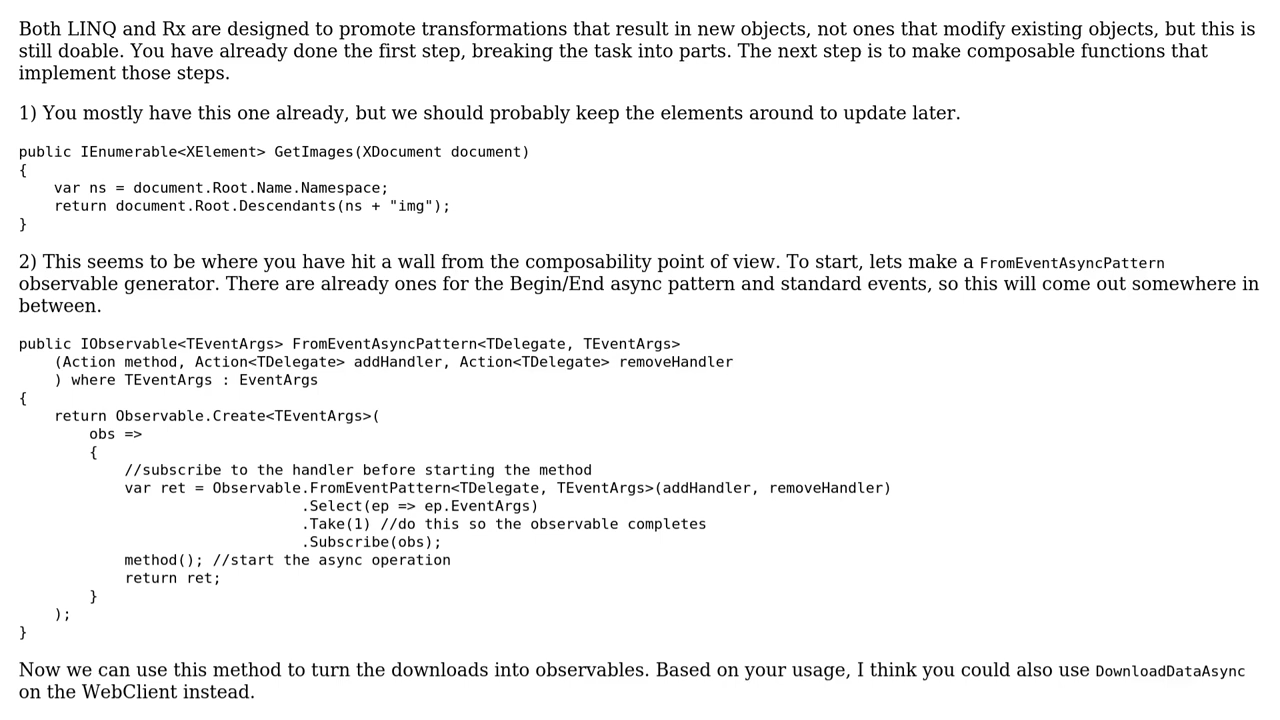 Both LINQ and Rx are designed to promote transformations that result in new objects, not ones that modify existing objects, but this is
still doable. You have already done the first step, breaking the task into parts. The next step is to make composable functions that
implement those steps.
1) You mostly have this one already, but we should probably keep the elements around to update later.
public IEnumerable<XElement> GetImages(XDocument document)
{
    var ns = document.Root.Name.Namespace;
    return document.Root.Descendants(ns + "img");
}
2) This seems to be where you have hit a wall from the composability point of view. To start, lets make a FromEventAsyncPattern
observable generator. There are already ones for the Begin/End async pattern and standard events, so this will come out somewhere in
between.
public IObservable<TEventArgs> FromEventAsyncPattern<TDelegate, TEventArgs>
    (Action method, Action<TDelegate> addHandler, Action<TDelegate> removeHandler
    ) where TEventArgs : EventArgs
{
    return Observable.Create<TEventArgs>(
        obs =>
        {
            //subscribe to the handler before starting the method
            var ret = Observable.FromEventPattern<TDelegate, TEventArgs>(addHandler, removeHandler)
                                .Select(ep => ep.EventArgs)
                                .Take(1) //do this so the observable completes
                                .Subscribe(obs);
            method(); //start the async operation
            return ret;
        }
    );
}
Now we can use this method to turn the downloads into observables. Based on your usage, I think you could also use DownloadDataAsync
on the WebClient instead.